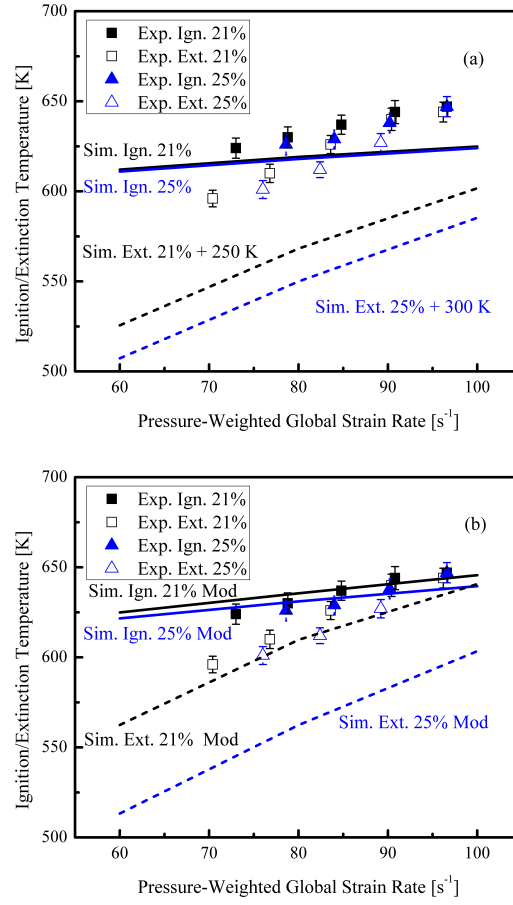 700
650
600
550
500
60
70
80
90
100
Ignition/Extinction Temperature [K]
Pressure-Weighted Global Strain Rate [s⁻¹]
Exp. Ign. 21%
Exp. Ext. 21%
Exp. Ign. 25%
Exp. Ext. 25%
(a)
Sim. Ign. 21%
Sim. Ign. 25%
Sim. Ext. 21% + 250 K
Sim. Ext. 25% + 300 K
700
650
600
550
500
60
70
80
90
100
Ignition/Extinction Temperature [K]
Pressure-Weighted Global Strain Rate [s⁻¹]
Exp. Ign. 21%
Exp. Ext. 21%
Exp. Ign. 25%
Exp. Ext. 25%
(b)
Sim. Ign. 21% Mod
Sim. Ign. 25% Mod
Sim. Ext. 21% Mod
Sim. Ext. 25% Mod